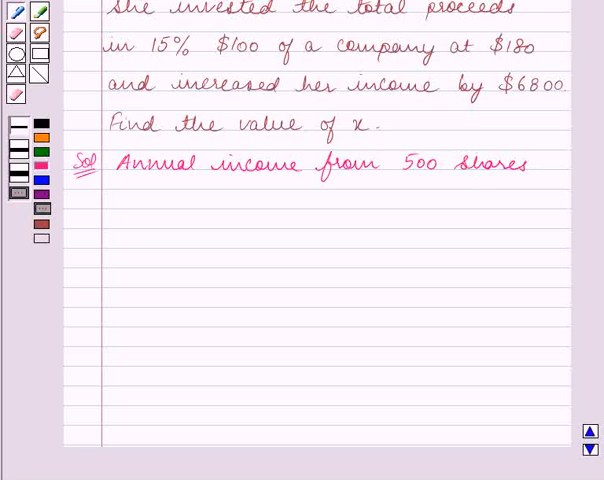 She invested the total proceeds
in 15% $100 of a company at $180
and increased her income by $6800.
Find the value of x.
Sol Annual income from 500 shares